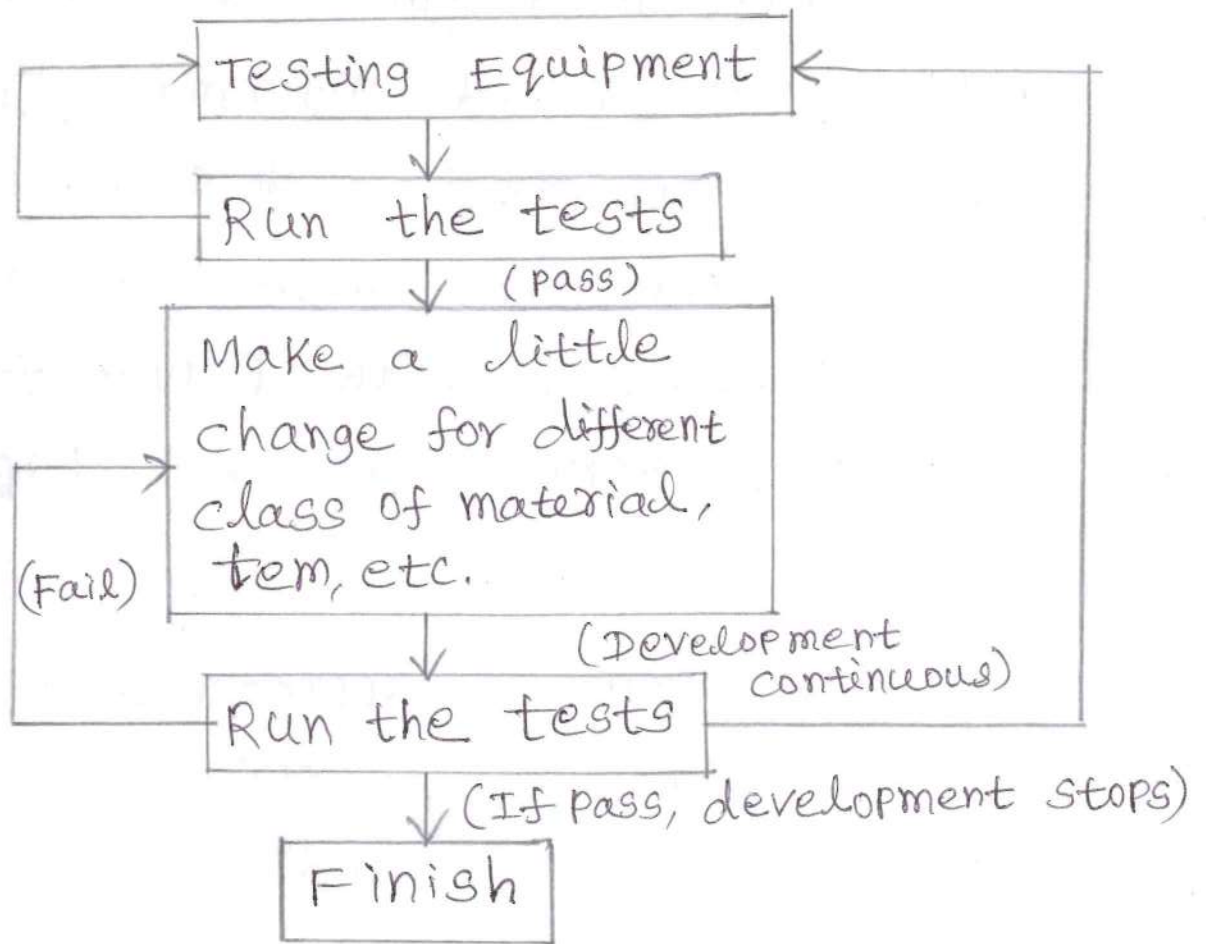 Testing Equipment
Run the tests
(pass)
Make a little
change for different
class of material,
tem, etc.
(Fail)
(Development
continuous)
Run the tests
(If pass, development stops)
Finish